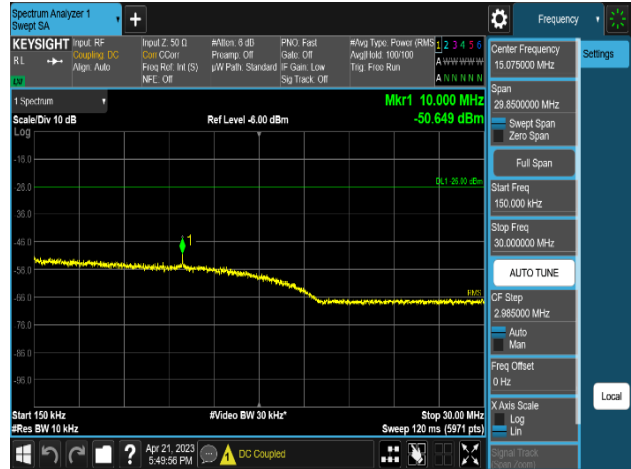 Spectrum Analyzer 1
Swept SA
Frequency
KEYSIGHT
RL
LV
Input: RF
Coupling: DC
Align: Auto
Input Z: 50 Ω
Corr CCorr
Freq Ref: Int (S)
NFE: Off
#Atten: 6 dB
Preamp: Off
µW Path: Standard
PNO: Fast
Gate: Off
IF Gain: Low
Sig Track: Off
#Avg Type: Power (RMS
Avg|Hold: 100/100
Trig: Free Run
1 2 3 4 5 6
A W W W W W
A N N N N N
1 Spectrum
Scale/Div 10 dB
Log
Ref Level -6.00 dBm
Mkr1 10.000 MHz
-50.649 dBm
-16.0
-26.0
-36.0
-46.0
-56.0
-66.0
-76.0
-86.0
-96.0
DL1 -26.00 dBm
1
RMS
Start 150 kHz
#Res BW 10 kHz
#Video BW 30 kHz*
Stop 30.00 MHz
Sweep 120 ms (5971 pts)
Center Frequency
15.075000 MHz
Span
29.8500000 MHz
Swept Span
Zero Span
Full Span
Start Freq
150.000 kHz
Stop Freq
30.000000 MHz
AUTO TUNE
CF Step
2.985000 MHz
Auto
Man
Freq Offset
0 Hz
X Axis Scale
Log
Lin
Signal Track
(Span Zoom)
Settings
Local
?
Apr 21, 2023
5:49:56 PM
DC Coupled